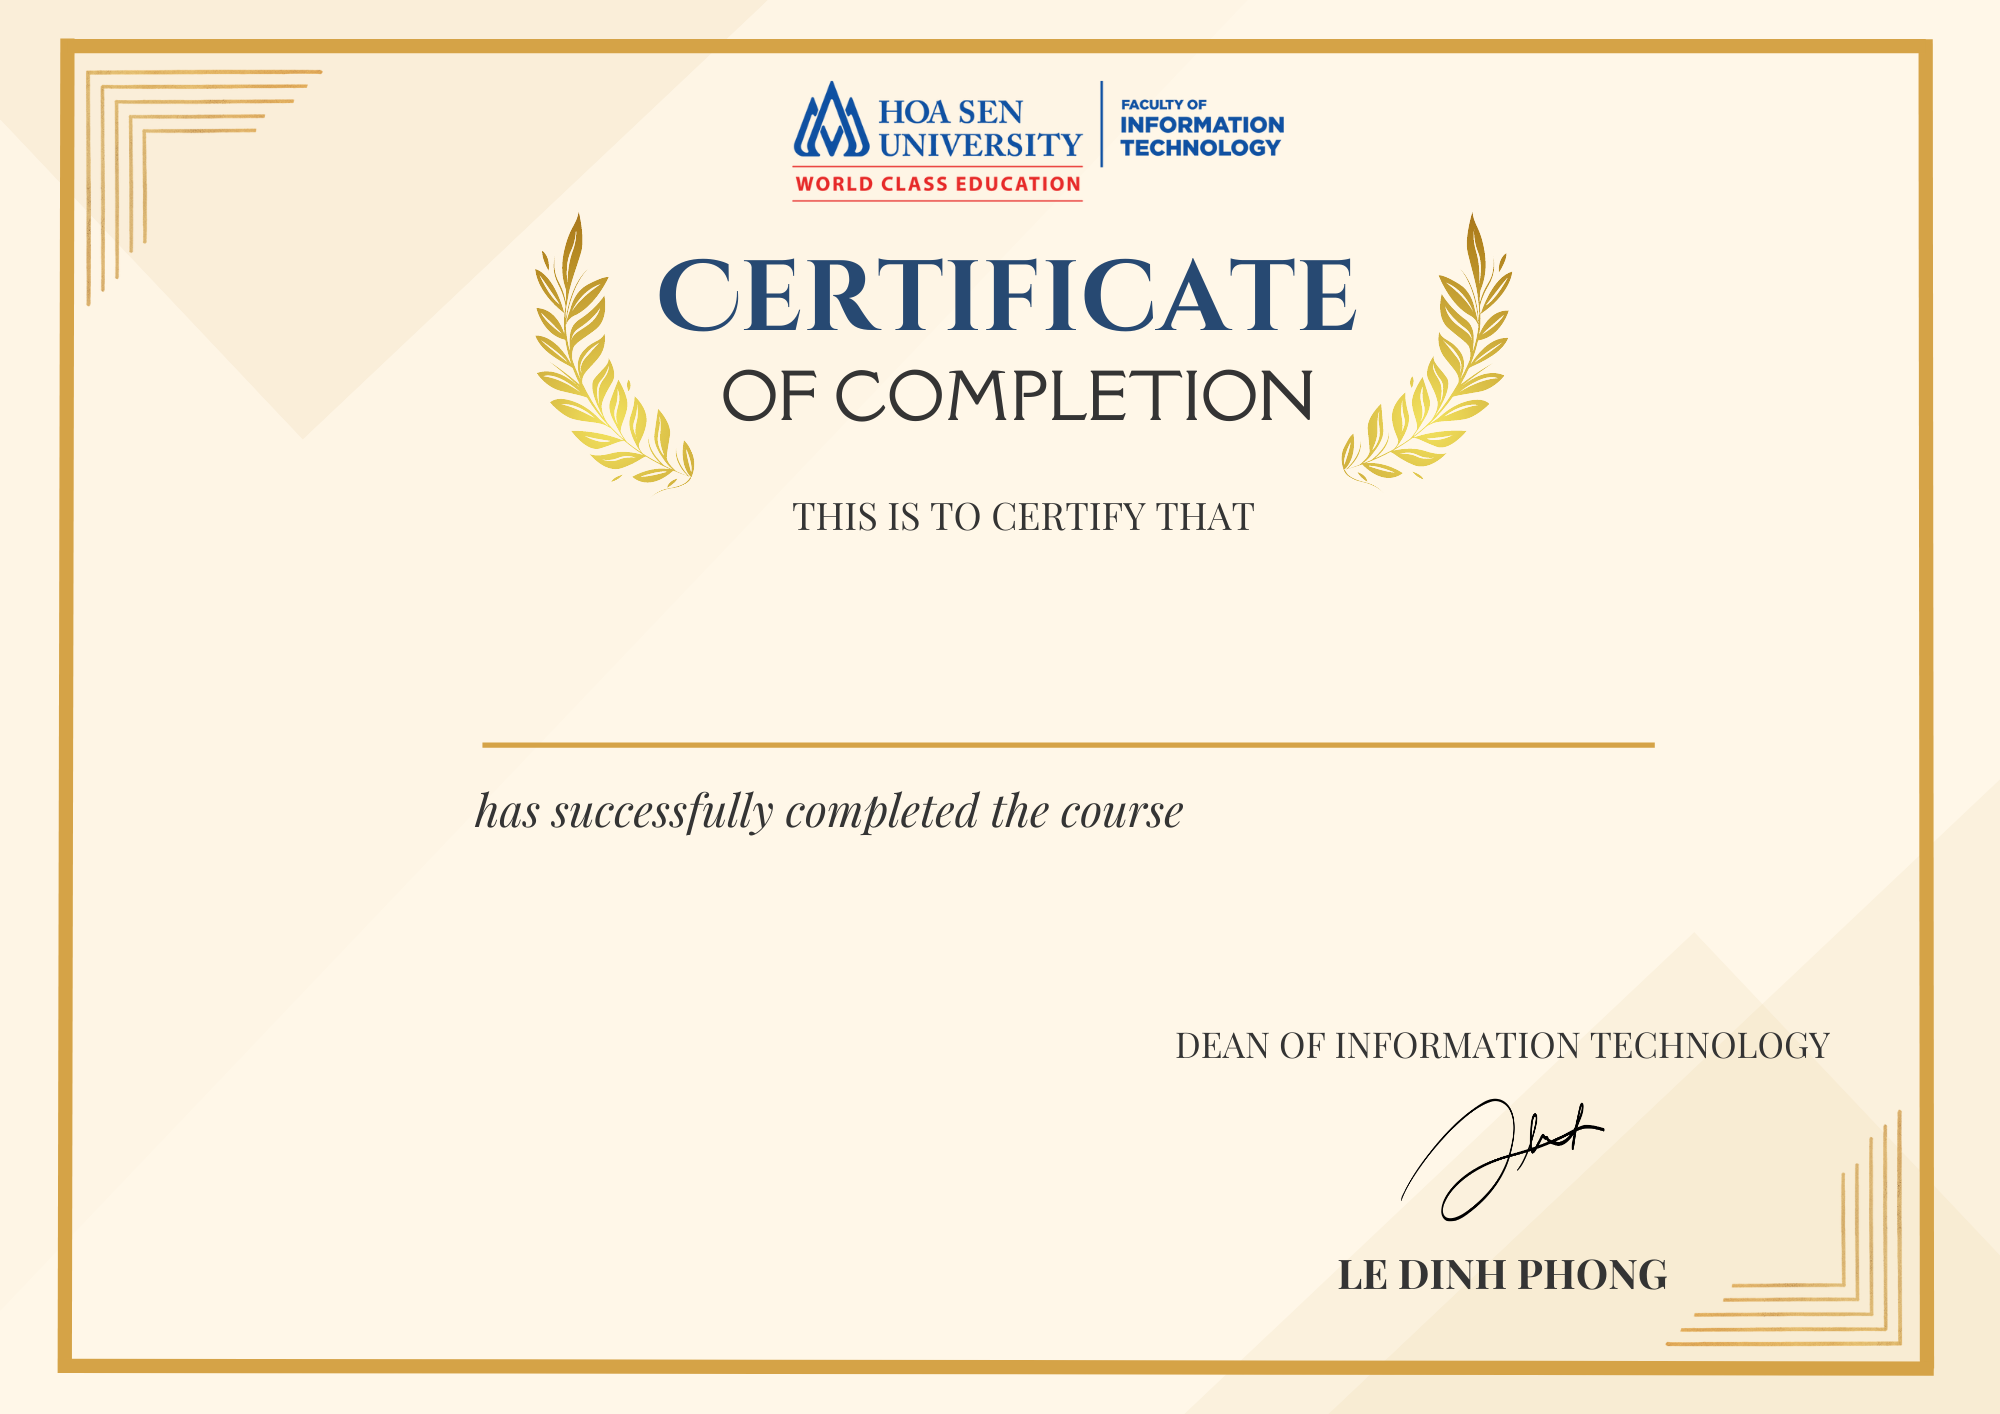 HOA SEN
UNIVERSITY
WORLD CLASS EDUCATION
FACULTY OF
INFORMATION
TECHNOLOGY
CERTIFICATE
OF COMPLETION
THIS IS TO CERTIFY THAT
has successfully completed the course
DEAN OF INFORMATION TECHNOLOGY
LE DINH PHONG